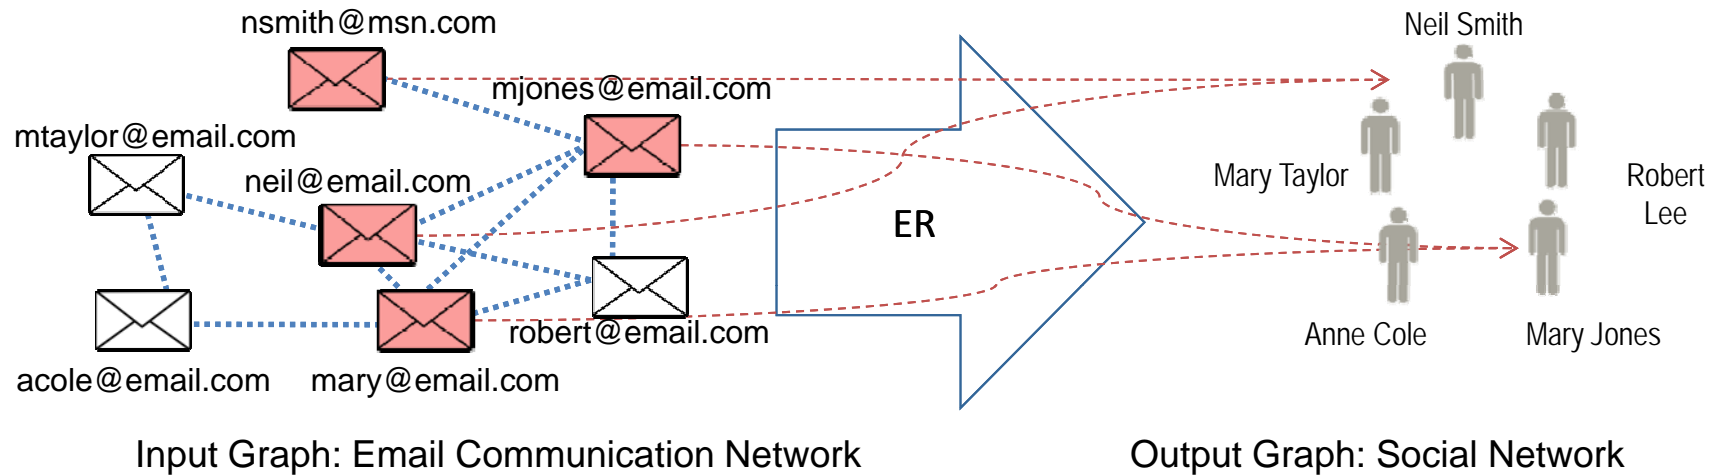 nsmith@msn.com
mjones@email.com
mtaylor@email.com
neil@email.com
robert@email.com
acole@email.com
mary@email.com
ER
Neil Smith
Mary Taylor
Robert
Lee
Anne Cole
Mary Jones
Input Graph: Email Communication Network
Output Graph: Social Network